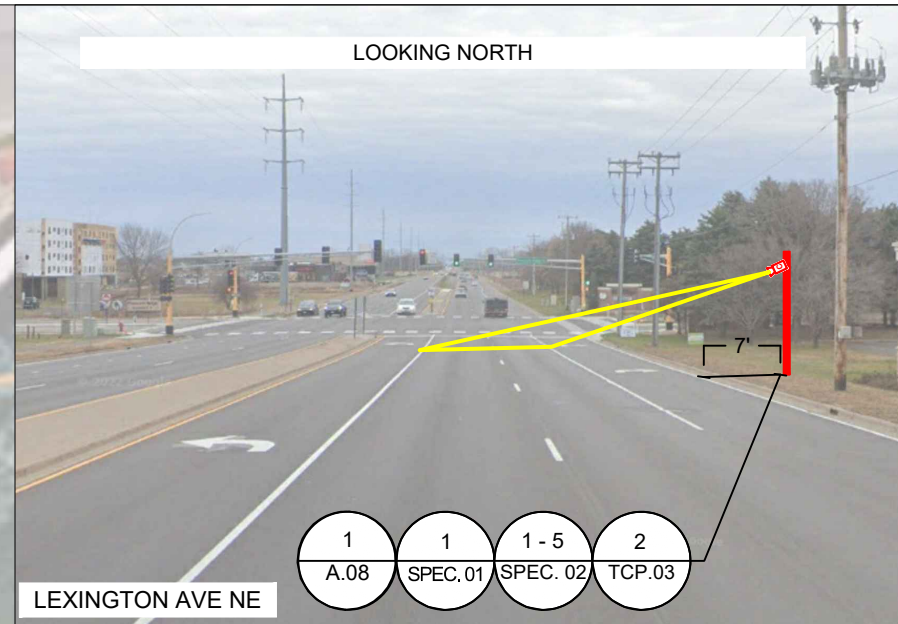 LOOKING NORTH
7'
1
A.08
1
SPEC. 01
1 - 5
SPEC. 02
2
TCP.03
LEXINGTON AVE NE